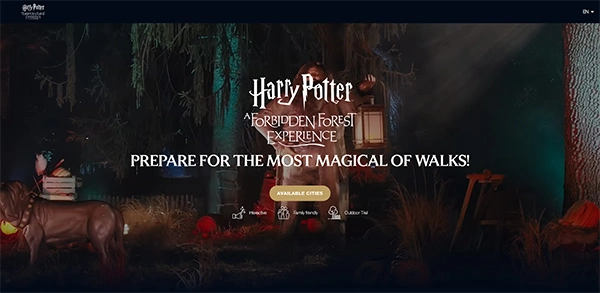 Harry Potter
A Forbidden Forest
Experience
EN
Harry Potter
A Forbidden Forest
Experience
PREPARE FOR THE MOST MAGICAL OF WALKS!
AVAILABLE CITIES
Interactive
Family friendly
Outdoor Trail